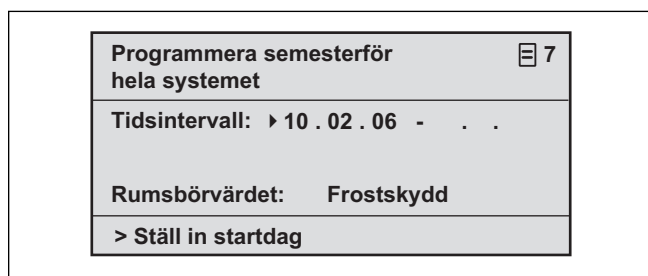 Programmera semesterför 7
hela systemet
Tidsintervall: 10 . 02 . 06 - . .
Rumsbörvärdet: Frostskydd
> Ställ in startdag